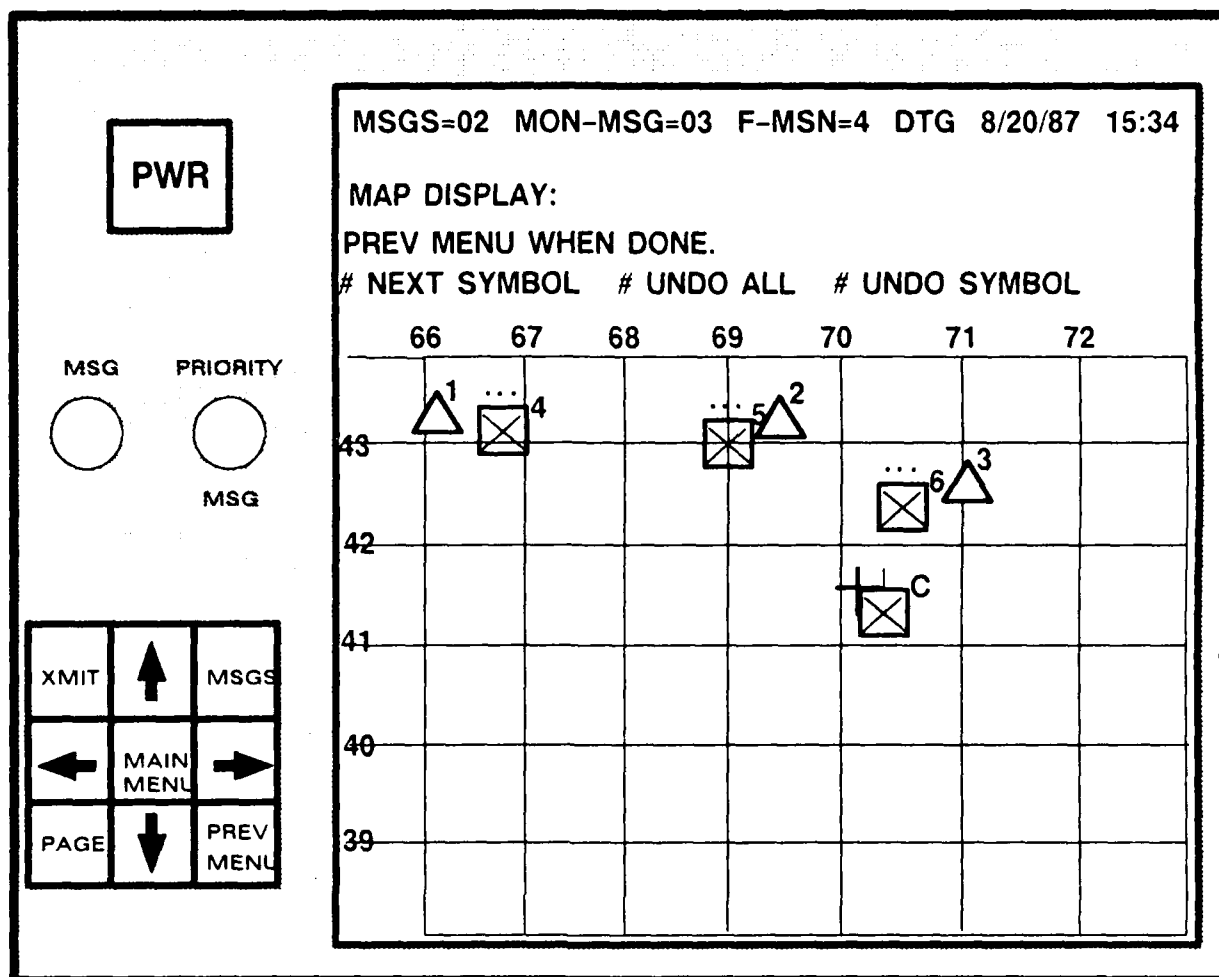 MSGS=02 MON-MSG=03 F-MSN=4 DTG 8/20/87 15:34
PWR
MAP DISPLAY:
PREV MENU WHEN DONE.
# NEXT SYMBOL # UNDO ALL # UNDO SYMBOL
66 67 68 69 70 71 72
MSG PRIORITY
MSG
1 4 5 2
43
6 3
42
C
41
40
39
XMIT MSGS
MAIN
MENU
PAGE PREV
MENU